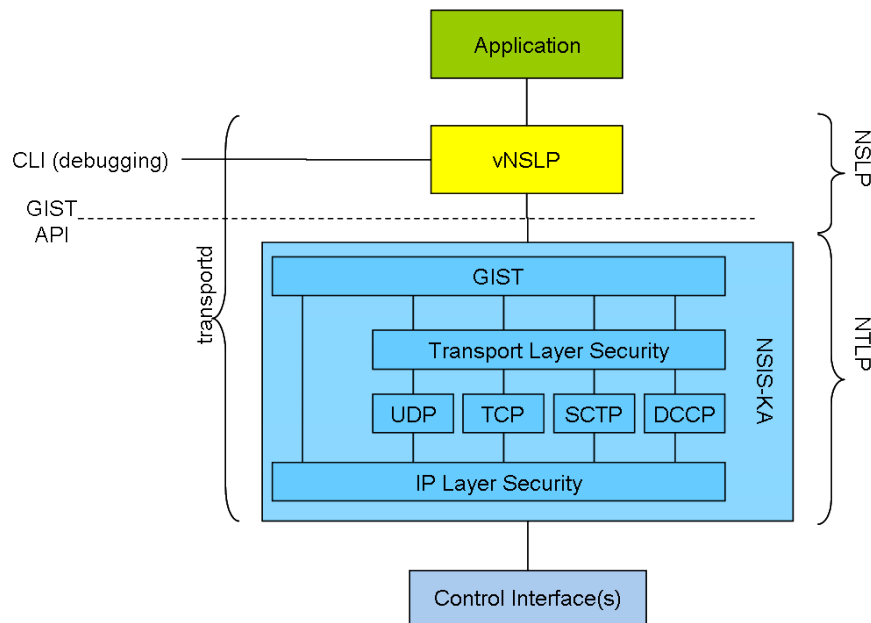 Application
CLI (debugging)
vNSLP
NSLP
GIST
API
transportd
GIST
Transport Layer Security
NSIS-KA
NTLP
UDP
TCP
SCTP
DCCP
IP Layer Security
Control Interface(s)